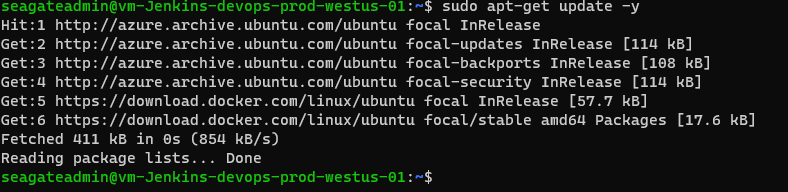 seagateadmin@vm-Jenkins-devops-prod-westus-01:~$ sudo apt-get update -y
Hit:1 http://azure.archive.ubuntu.com/ubuntu focal InRelease
Get:2 http://azure.archive.ubuntu.com/ubuntu focal-updates InRelease [114 kB]
Get:3 http://azure.archive.ubuntu.com/ubuntu focal-backports InRelease [108 kB]
Get:4 http://azure.archive.ubuntu.com/ubuntu focal-security InRelease [114 kB]
Get:5 https://download.docker.com/linux/ubuntu focal InRelease [57.7 kB]
Get:6 https://download.docker.com/linux/ubuntu focal/stable amd64 Packages [17.6 kB]
Fetched 411 kB in 0s (854 kB/s)
Reading package lists... Done
seagateadmin@vm-Jenkins-devops-prod-westus-01:~$